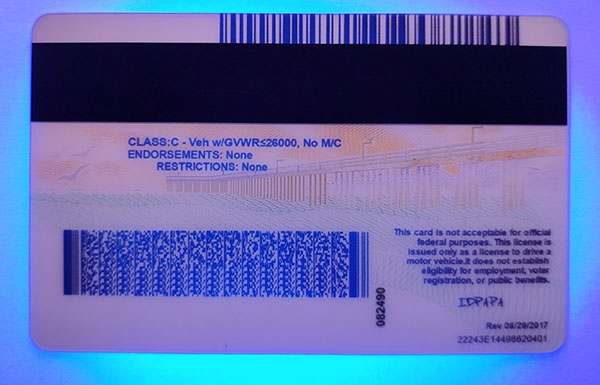 CLASS:C - Veh w/GVWR≤26000, No M/C
ENDORSEMENTS: None
RESTRICTIONS: None
This card is not acceptable for official
federal purposes. This license is
issued only as a license to drive a
motor vehicle.It does not establish
eligibility for employment, voter
registration, or public benefits.
IDPAPA
082490
Rev 08/29/2017
22243E14498620401